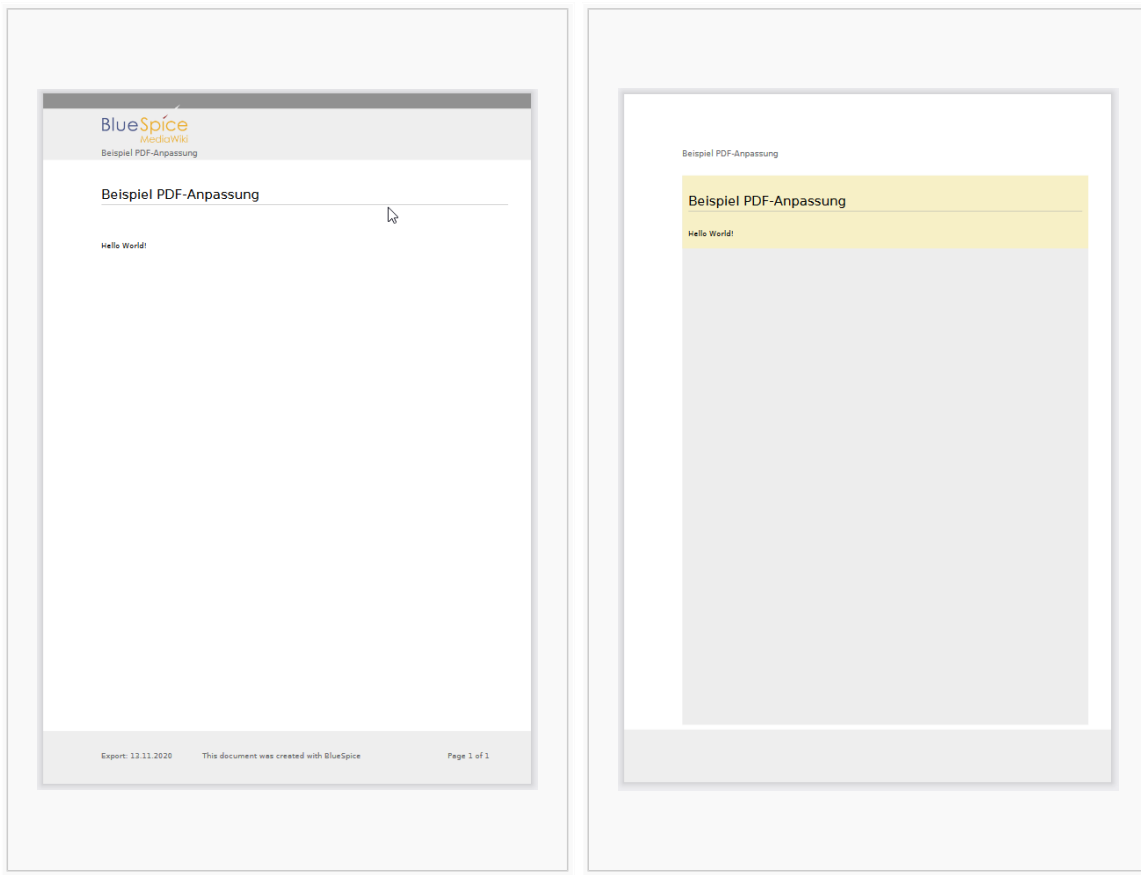 BlueSpice
MediaWiki
Beispiel PDF-Anpassung
Beispiel PDF-Anpassung
Hello World!
Export: 13.11.2020 This document was created with BlueSpice Page 1 of 1
Beispiel PDF-Anpassung
Beispiel PDF-Anpassung
Hello World!